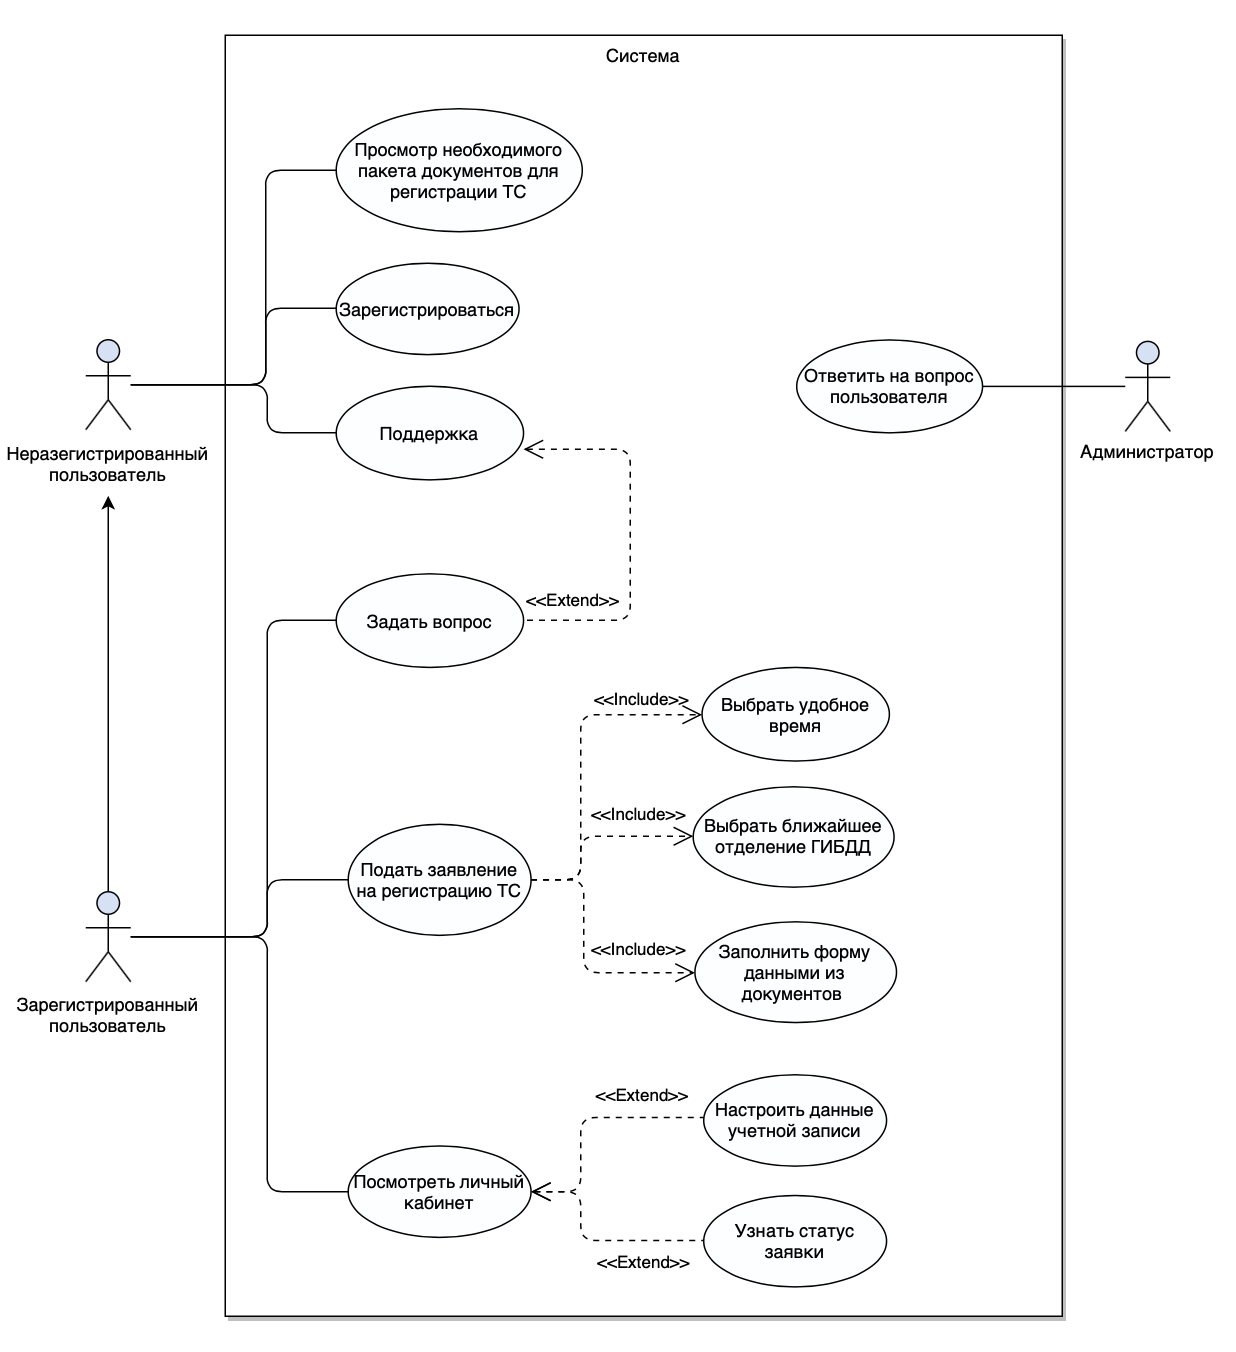 Система
Просмотр необходимого
пакета документов для
регистрации ТС
Зарегистрироваться
Ответить на вопрос
пользователя
Поддержка
Неразегистрированный
пользователь
Администратор
<<Extend>>
Задать вопрос
<<Include>>
Выбрать удобное
время
<<Include>>
Выбрать ближайшее
отделение ГИБДД
Подать заявление
на регистрацию ТС
<<Include>>
Заполнить форму
данными из
документов
Зарегистрированный
пользователь
<<Extend>>
Настроить данные
учетной записи
Посмотреть личный
кабинет
Узнать статус
заявки
<<Extend>>